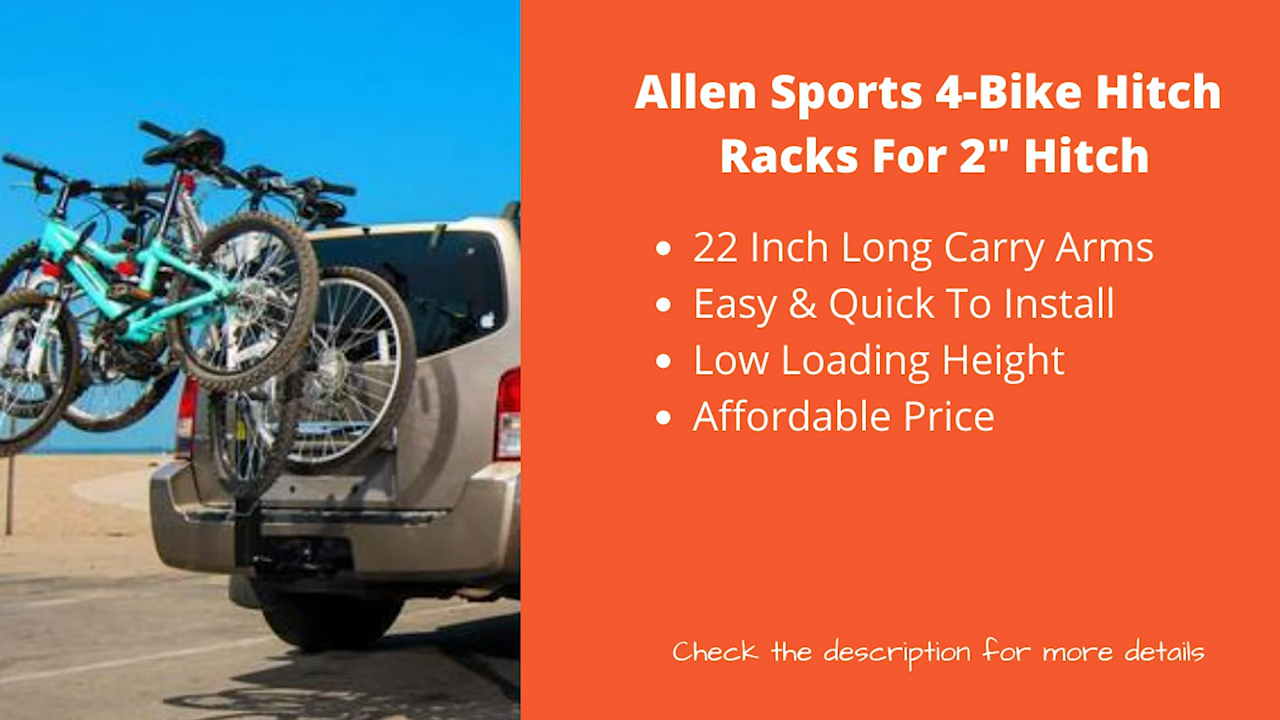 Allen Sports 4-Bike Hitch
Racks For 2" Hitch
• 22 Inch Long Carry Arms
• Easy & Quick To Install
• Low Loading Height
• Affordable Price
Check the description for more details